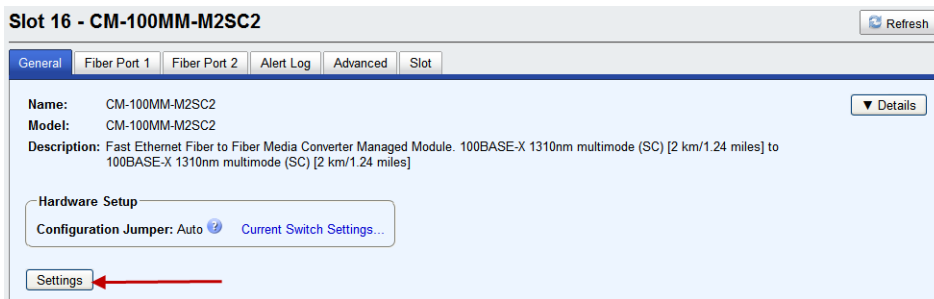 Slot 16 - CM-100MM-M2SC2
Refresh
General Fiber Port 1 Fiber Port 2 Alert Log Advanced Slot
Name: CM-100MM-M2SC2
▼ Details
Model: CM-100MM-M2SC2
Description: Fast Ethernet Fiber to Fiber Media Converter Managed Module. 100BASE-X 1310nm multimode (SC) [2 km/1.24 miles] to
100BASE-X 1310nm multimode (SC) [2 km/1.24 miles]
Hardware Setup
Configuration Jumper: Auto ? Current Switch Settings...
Settings